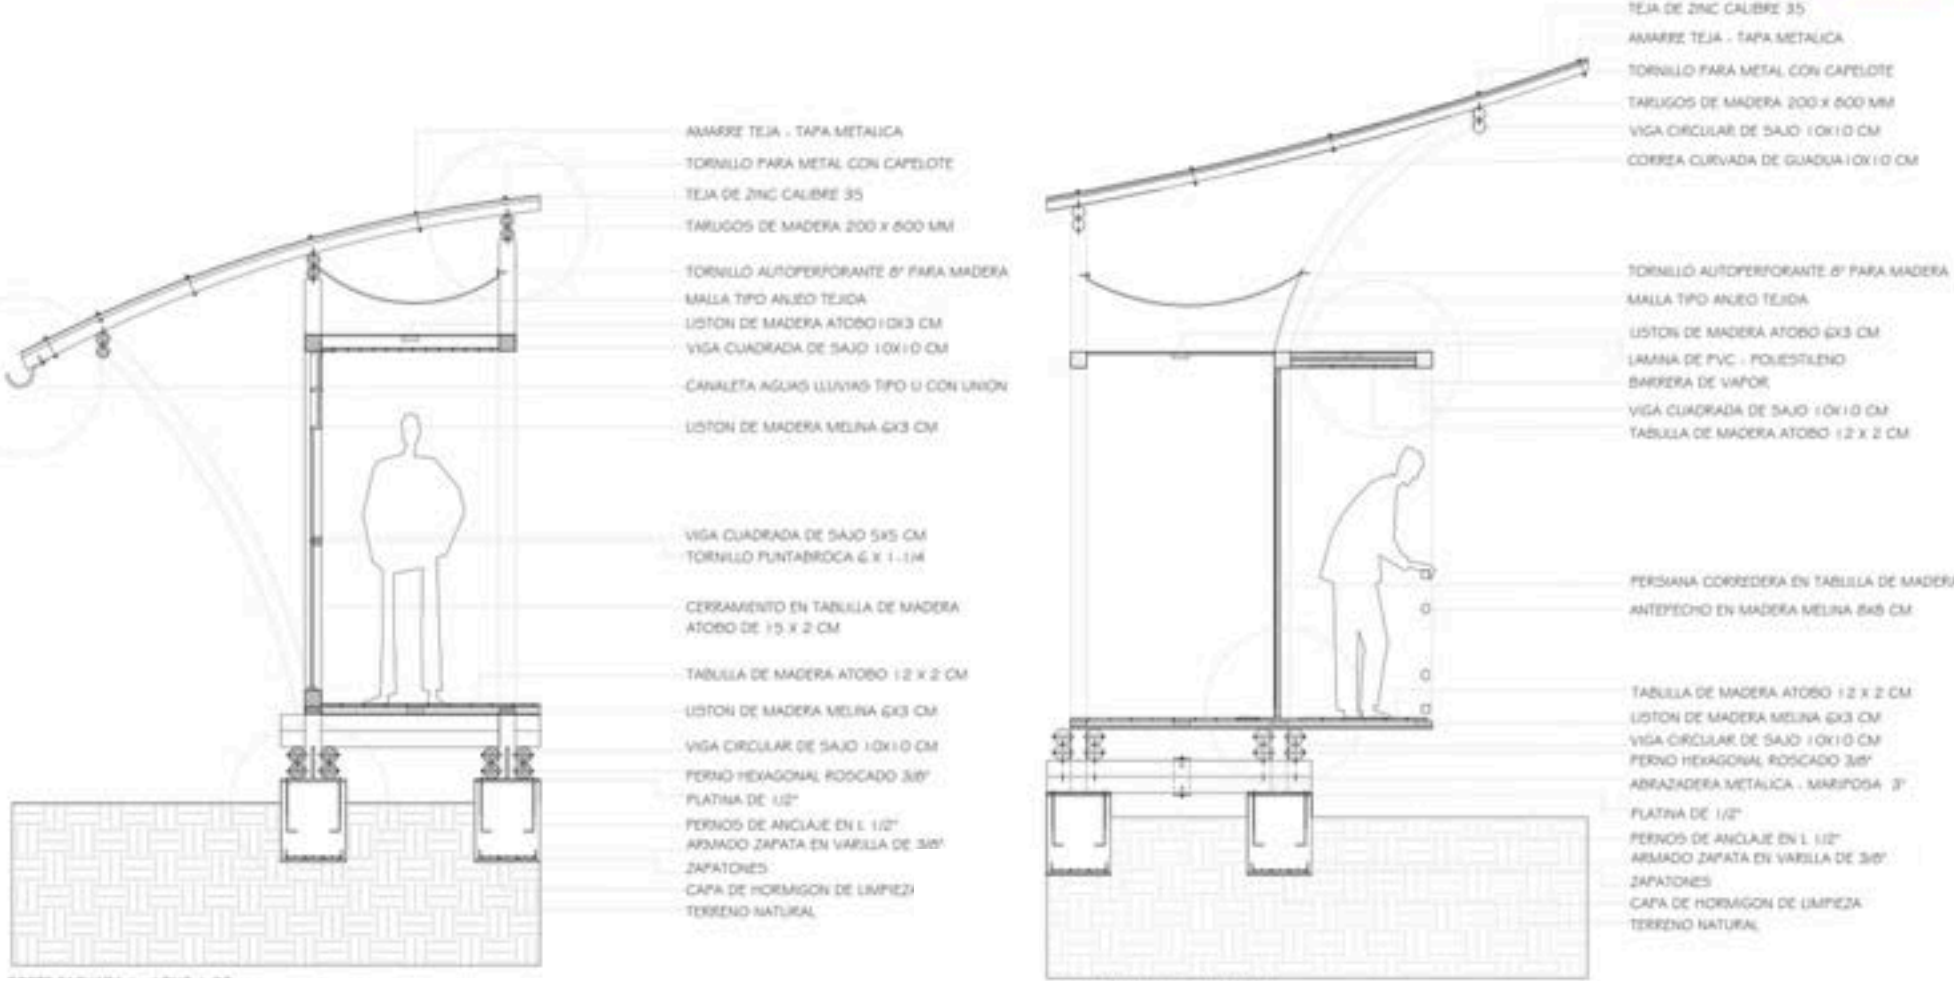 AMARRE TEJA - TAPA METALICA
TORNILLO PARA METAL CON CAPELOTE
TEJA DE ZINC CALIBRE 35
TARUGOS DE MADERA 200 X 800 MM
TORNILLO AUTOPERFORANTE 8" PARA MADERA
MALLA TIPO ANJEO TEJIDA
LISTON DE MADERA ATOBO 10X3 CM
VIGA CUADRADA DE SAJO 10X10 CM
CANALETA AGUAS LLUVIAS TIPO U CON UNION
LISTON DE MADERA MELINA 6X3 CM
VIGA CUADRADA DE SAJO 5X5 CM
TORNILLO PUNTABROCA 6 X 1-1/4
CERRAMIENTO EN TABLILLA DE MADERA
ATOBO DE 15 X 2 CM
TABLILLA DE MADERA ATOBO 12 X 2 CM
LISTON DE MADERA MELINA 6X3 CM
VIGA CIRCULAR DE SAJO 10X10 CM
PERNO HEXAGONAL ROSCADO 3/8"
PLATINA DE 1/2"
PERNOS DE ANCLAJE EN L 1/2"
ARMADO ZAPATA EN VARILLA DE 3/8"
ZAPATONES
CAPA DE HORMIGON DE LIMPIEZA
TERRENO NATURAL
TEJA DE ZINC CALIBRE 35
AMARRE TEJA - TAPA METALICA
TORNILLO PARA METAL CON CAPELOTE
TARUGOS DE MADERA 200 X 800 MM
VIGA CIRCULAR DE SAJO 10X10 CM
CORREA CURVADA DE GUADUA 10X10 CM
TORNILLO AUTOPERFORANTE 8" PARA MADERA
MALLA TIPO ANJEO TEJIDA
LISTON DE MADERA ATOBO 6X3 CM
LAMINA DE PVC - POLIESTILENO
BARRERA DE VAPOR
VIGA CUADRADA DE SAJO 10X10 CM
TABLILLA DE MADERA ATOBO 12 X 2 CM
PERSIANA CORREDERA EN TABLILLA DE MADERA
ANTEPECHO EN MADERA MELINA 8X8 CM
TABLILLA DE MADERA ATOBO 12 X 2 CM
LISTON DE MADERA MELINA 6X3 CM
VIGA CIRCULAR DE SAJO 10X10 CM
PERNO HEXAGONAL ROSCADO 3/8"
ABRAZADERA METALICA - MARIPOSA 3"
PLATINA DE 1/2"
PERNOS DE ANCLAJE EN L 1/2"
ARMADO ZAPATA EN VARILLA DE 3/8"
ZAPATONES
CAPA DE HORMIGON DE LIMPIEZA
TERRENO NATURAL